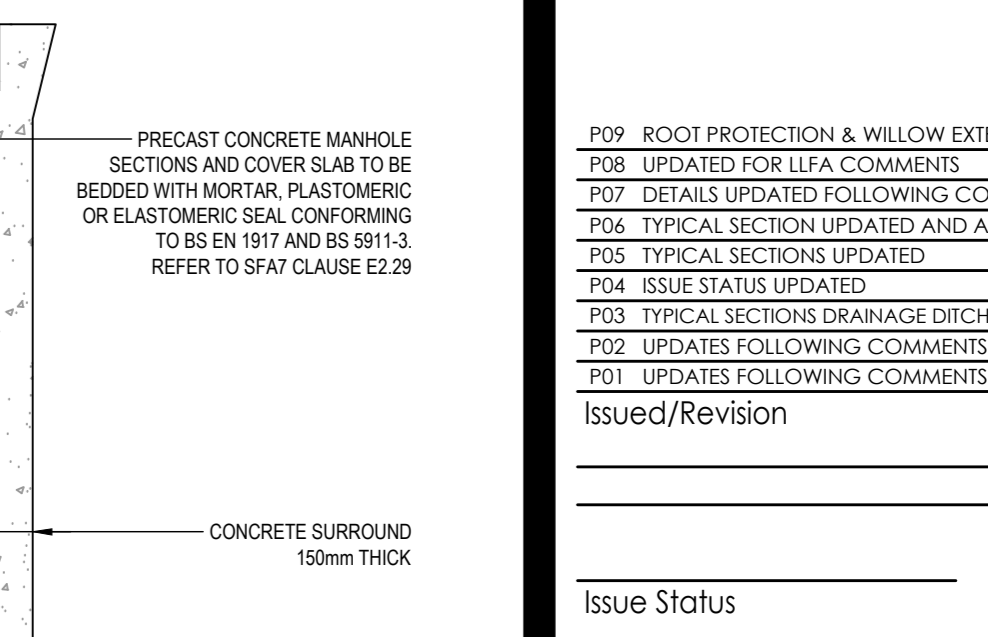 PRECAST CONCRETE MANHOLE
SECTIONS AND COVER SLAB TO BE
BEDDED WITH MORTAR, PLASTOMERIC
OR ELASTOMERIC SEAL CONFORMING
TO BS EN 1917 AND BS 5911-3.
REFER TO SFA7 CLAUSE E2.29
CONCRETE SURROUND
150mm THICK
P09 ROOT PROTECTION & WILLOW
P08 UPDATED FOR LLFA COMMENTS
P07 DETAILS UPDATED FOLLOWING
P06 TYPICAL SECTION UPDATED AND
P05 TYPICAL SECTIONS UPDATED
P04 ISSUE STATUS UPDATED
P03 TYPICAL SECTIONS DRAINAGE DITCH
P02 UPDATES FOLLOWING COMMENTS
P01 UPDATES FOLLOWING COMMENTS
Issued/Revision
Issue Status